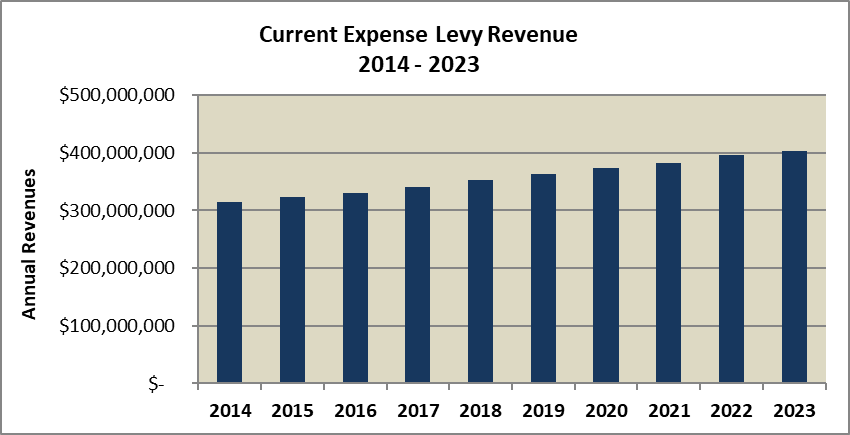 Current Expense Levy Revenue
2014 - 2023
$500,000,000
$400,000,000
$300,000,000
$200,000,000
$100,000,000
$-
Annual Revenues
2014 2015 2016 2017 2018 2019 2020 2021 2022 2023